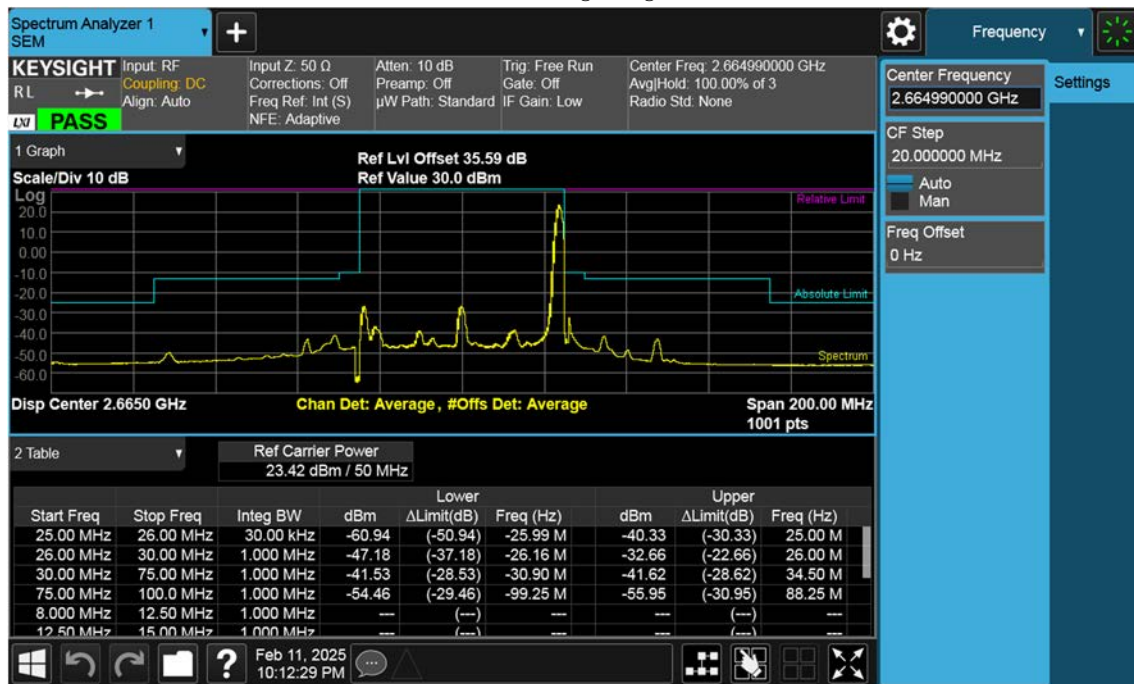 Spectrum Analyzer 1
SEM
Frequency
KEYSIGHT
R L
LXI
PASS
Input: RF
Coupling: DC
Align: Auto
Input Z: 50 Ω
Corrections: Off
Freq Ref: Int (S)
NFE: Adaptive
Atten: 10 dB
Preamp: Off
µW Path: Standard
Trig: Free Run
Gate: Off
IF Gain: Low
Center Freq: 2.664990000 GHz
Avg|Hold: 100.00% of 3
Radio Std: None
Center Frequency
2.664990000 GHz
Settings
CF Step
20.000000 MHz
Auto
Man
Freq Offset
0 Hz
1 Graph
Scale/Div 10 dB
Ref Lvl Offset 35.59 dB
Ref Value 30.0 dBm
Log
20.0
10.0
0.00
-10.0
-20.0
-30.0
-40.0
-50.0
-60.0
Relative Limit
Absolute Limit
Spectrum
Disp Center 2.6650 GHz
Chan Det: Average, #Offs Det: Average
Span 200.00 MHz
1001 pts
2 Table
Ref Carrier Power
23.42 dBm / 50 MHz
Lower Upper
Start Freq Stop Freq Integ BW dBm ΔLimit(dB) Freq (Hz) dBm ΔLimit(dB) Freq (Hz)
25.00 MHz 26.00 MHz 30.00 kHz -60.94 (-50.94) -25.99 M -40.33 (-30.33) 25.00 M
26.00 MHz 30.00 MHz 1.000 MHz -47.18 (-37.18) -26.16 M -32.66 (-22.66) 26.00 M
30.00 MHz 75.00 MHz 1.000 MHz -41.53 (-28.53) -30.90 M -41.62 (-28.62) 34.50 M
75.00 MHz 100.0 MHz 1.000 MHz -54.46 (-29.46) -99.25 M -55.95 (-30.95) 88.25 M
8.000 MHz 12.50 MHz 1.000 MHz --- (---) --- --- (---) ---
12.50 MHz 15.00 MHz 1.000 MHz --- (---) --- --- (---) ---
Feb 11, 2025
10:12:29 PM